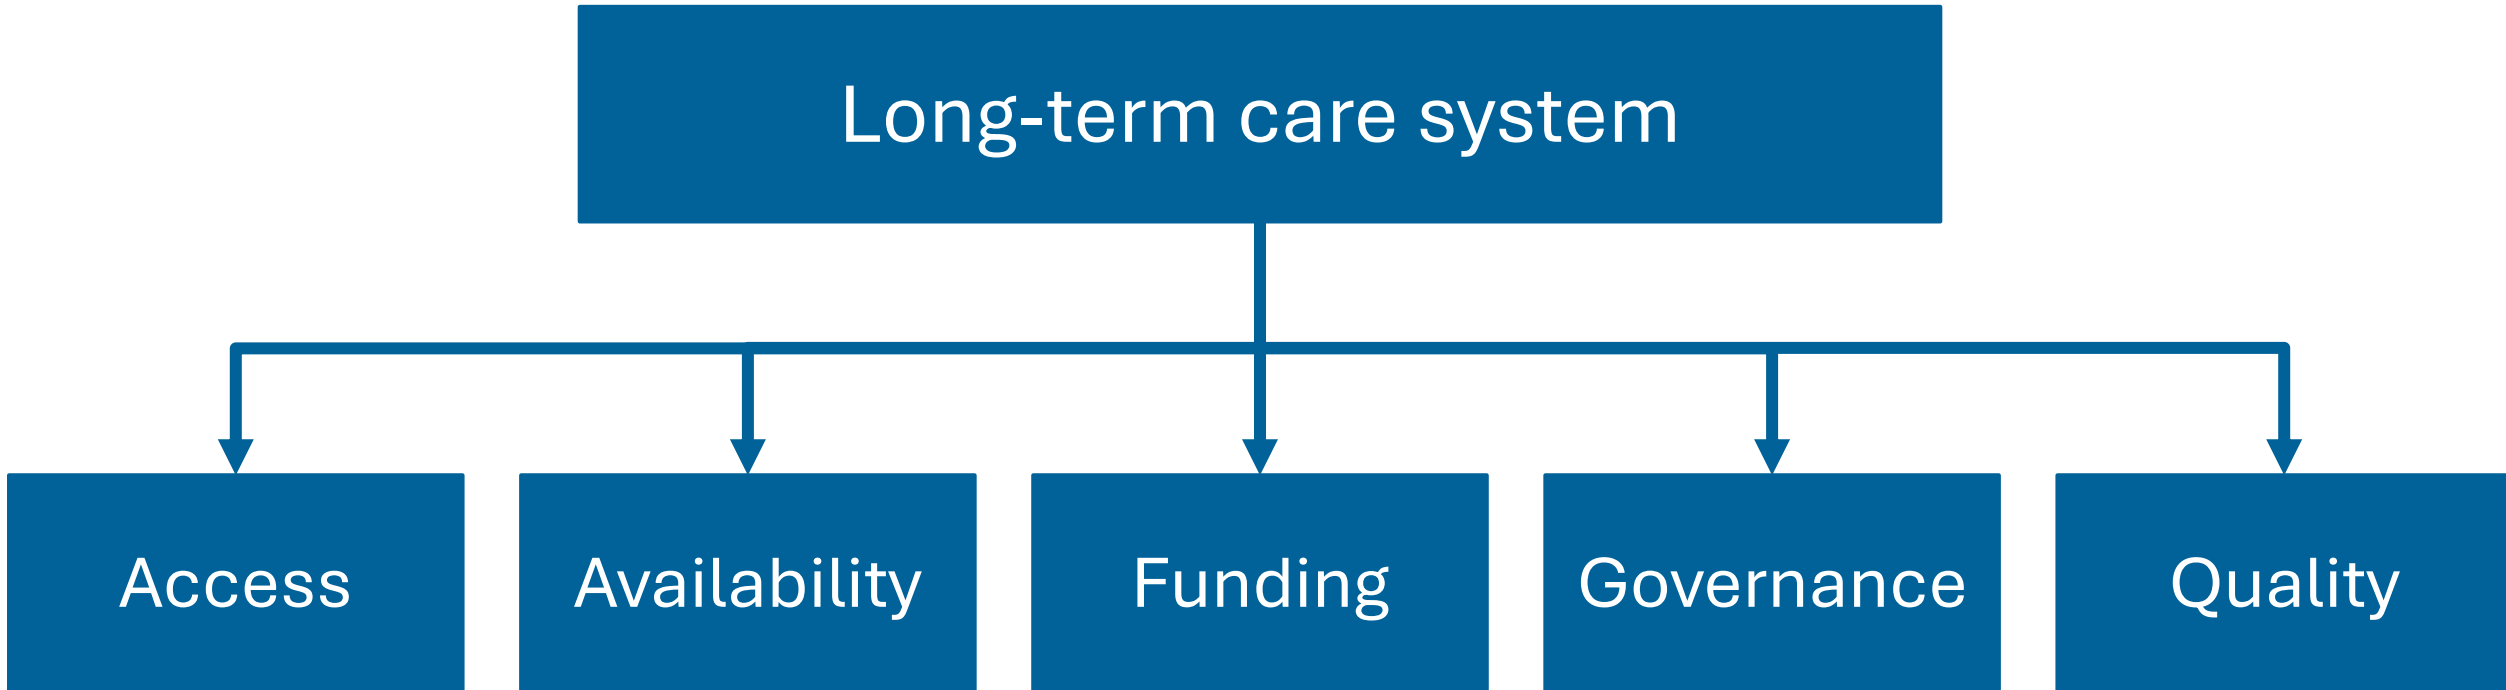 Long-term care system
Access
Availability
Funding
Governance
Quality